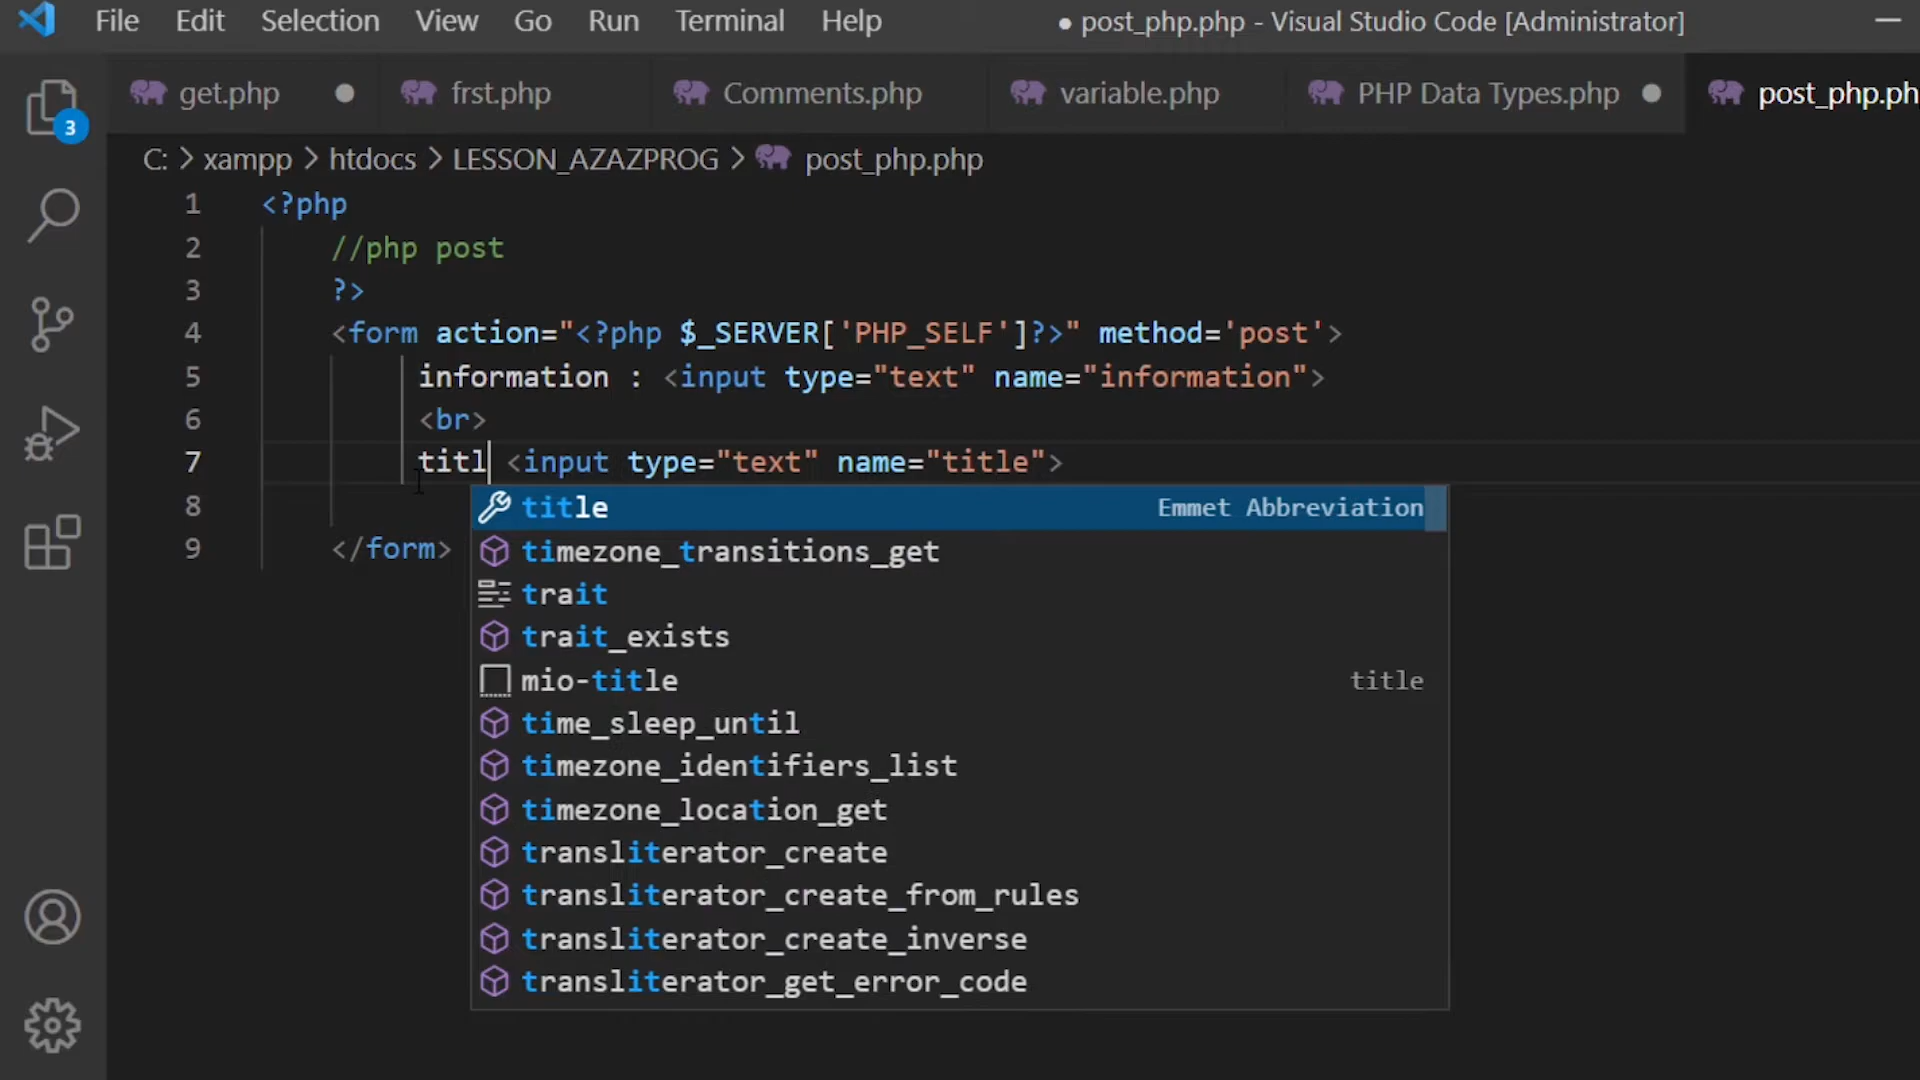 File Edit Selection View Go Run Terminal Help ● post_php.php - Visual Studio Code [Administrator]
get.php frst.php Comments.php variable.php PHP Data Types.php post_php.ph
3
C: > xampp > htdocs > LESSON_AZAZPROG > post_php.php
1 <?php
2 //php post
3 ?>
4 <form action="<?php $_SERVER['PHP_SELF']?>" method='post'>
5 information : <input type="text" name="information">
6 <br>
7 titl <input type="text" name="title">
8
9 </form>
title Emmet Abbreviation
timezone_transitions_get
trait
trait_exists
mio-title title
time_sleep_until
timezone_identifiers_list
timezone_location_get
transliterator_create
transliterator_create_from_rules
transliterator_create_inverse
transliterator_get_error_code